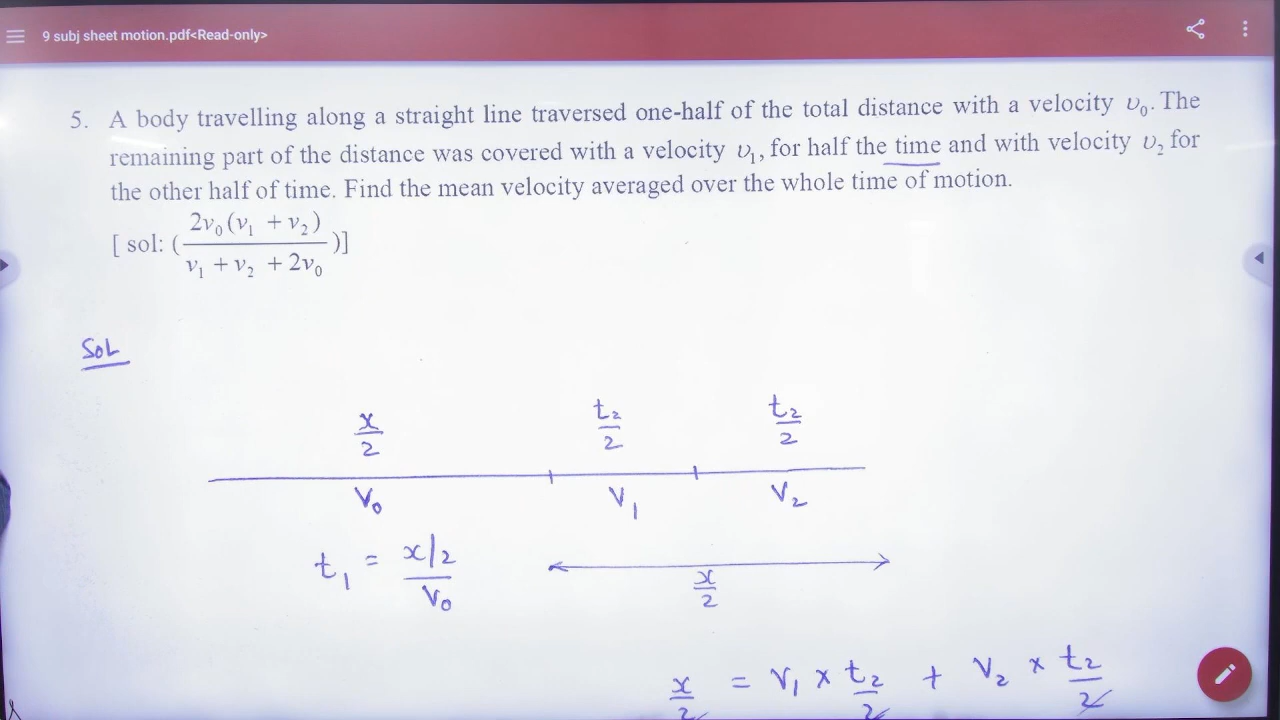 9 subj sheet motion.pdf<Read-only>
5. A body travelling along a straight line traversed one-half of the total distance with a velocity υ₀. The
remaining part of the distance was covered with a velocity υ₁, for half the time and with velocity υ₂ for
the other half of time. Find the mean velocity averaged over the whole time of motion.
[ sol: ( 2v₀(v₁ + v₂) / v₁ + v₂ + 2v₀ )]
SOL
x/2 t₂/2 t₂/2
V₀ V₁ V₂
t₁ = x/2 / V₀
x/2
x/2 = V₁ × t₂/2 + V₂ × t₂/2